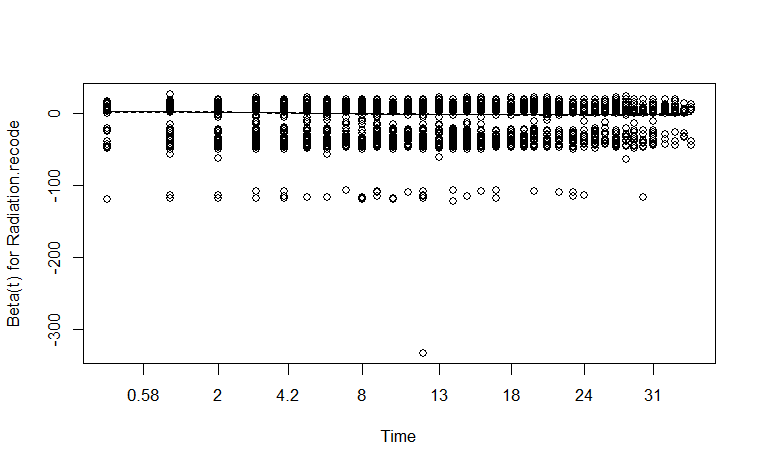 Beta(t) for Radiation.recode
0
-100
-200
-300
0.58 2 4.2 8 13 18 24 31
Time